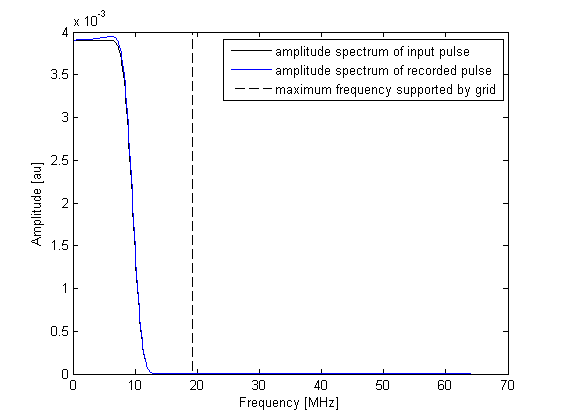 x 10-3
4
3.5
3
2.5
2
1.5
1
0.5
0
Amplitude [au]
amplitude spectrum of input pulse
amplitude spectrum of recorded pulse
maximum frequency supported by grid
0 10 20 30 40 50 60 70
Frequency [MHz]